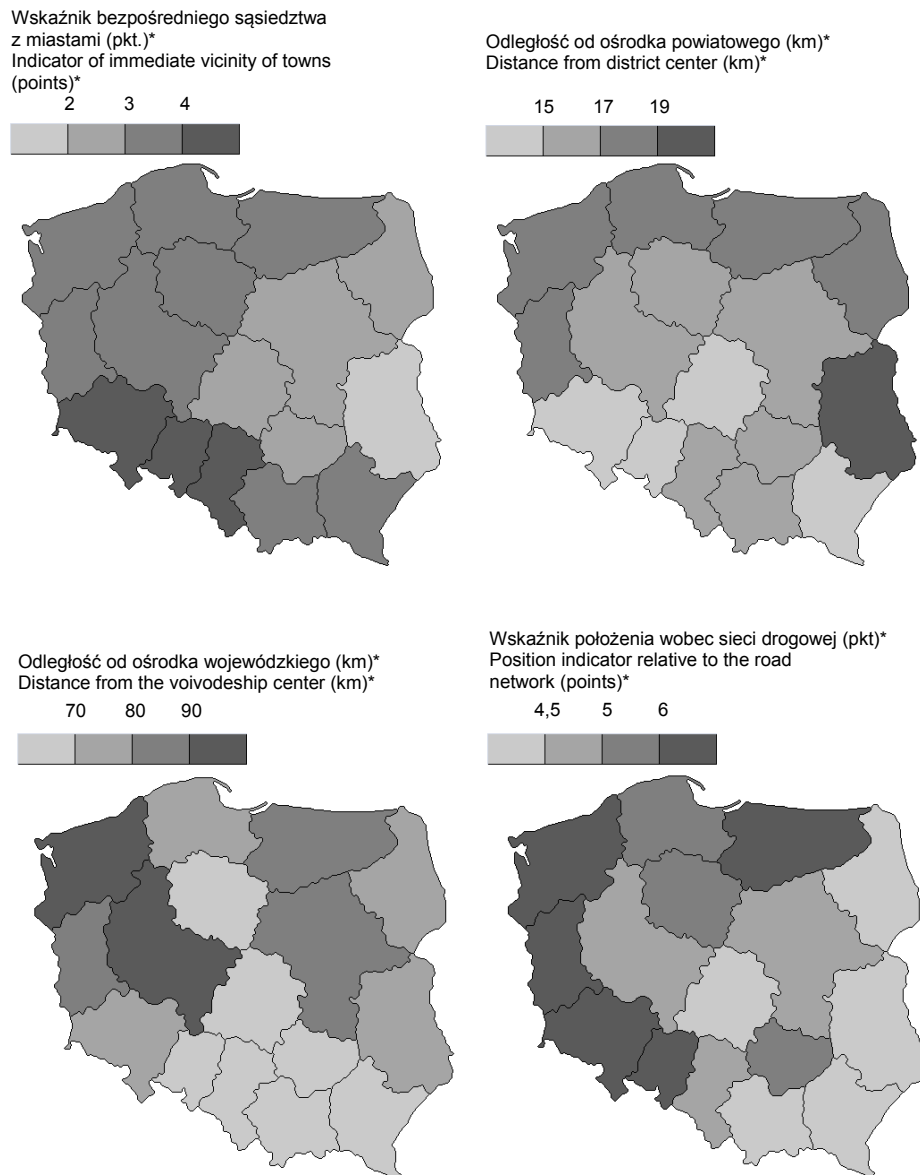 Wskaźnik bezpośredniego sąsiedztwa
z miastami (pkt.)*
Indicator of immediate vicinity of towns
(points)*
2 3 4
Odległość od ośrodka powiatowego (km)*
Distance from district center (km)*
15 17 19
Odległość od ośrodka wojewódzkiego (km)*
Distance from the voivodeship center (km)*
70 80 90
Wskaźnik położenia wobec sieci drogowej (pkt)*
Position indicator relative to the road
network (points)*
4,5 5 6